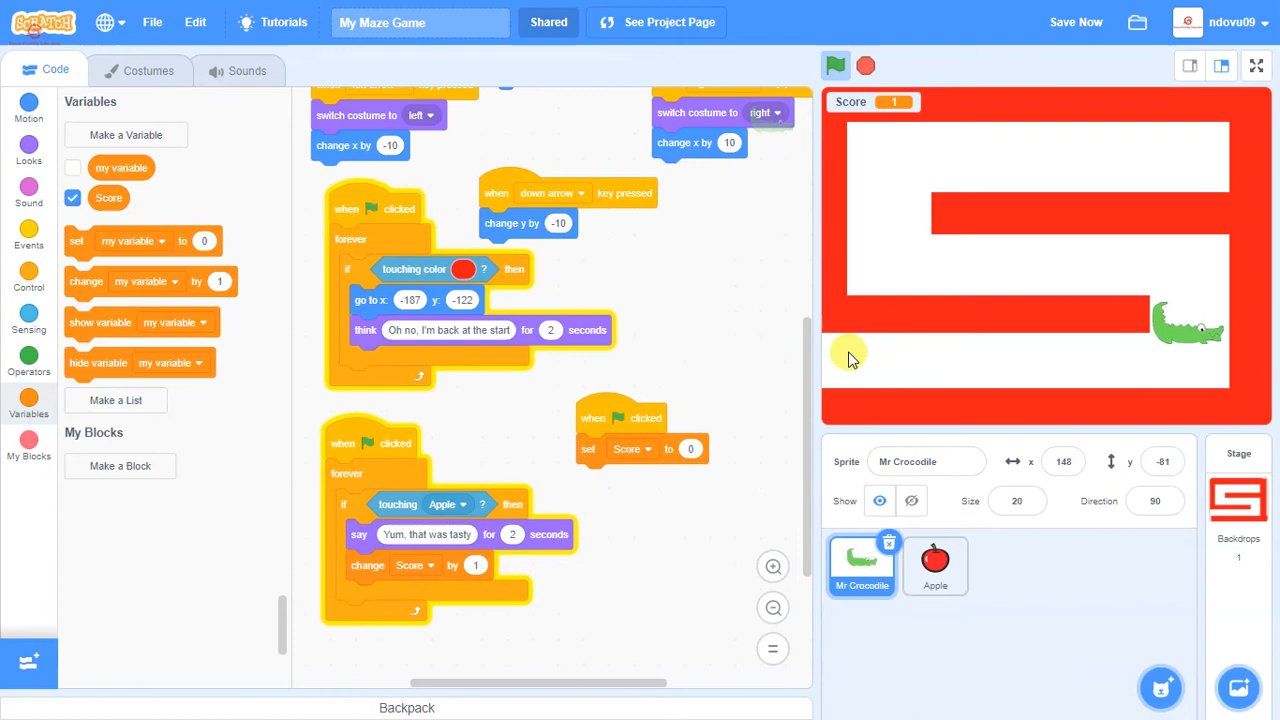 SCRATCH
File
Edit
Tutorials
My Maze Game
Shared
See Project Page
Save Now
ndovu09
Code
Costumes
Sounds
Motion
Looks
Sound
Events
Control
Sensing
Operators
Variables
My Blocks
Variables
Make a Variable
my variable
Score
set my variable to 0
change my variable by 1
show variable my variable
hide variable my variable
Make a List
My Blocks
Make a Block
key pressed
switch costume to left
change x by -10
switch costume to right
change x by 10
when down arrow key pressed
change y by -10
when clicked
forever
if touching color ? then
go to x: -187 y: -122
think Oh no, I'm back at the start for 2 seconds
when clicked
set Score to 0
when clicked
forever
if touching Apple ? then
say Yum, that was tasty for 2 seconds
change Score by 1
Backpack
Score 1
Sprite Mr Crocodile x 148 y -81
Show Size 20 Direction 90
Mr Crocodile
Apple
Stage
Backdrops
1